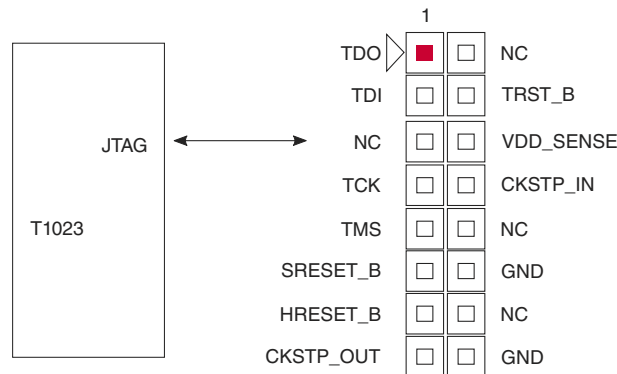 1
TDO NC
TDI TRST_B
JTAG NC VDD_SENSE
TCK CKSTP_IN
T1023 TMS NC
SRESET_B GND
HRESET_B NC
CKSTP_OUT GND